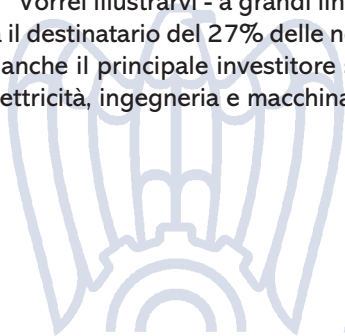 Vorrei illustrarvi - a grandi lin
il destinatario del 27% delle n
anche il principale investitore
ettricità, ingegneria e macchina